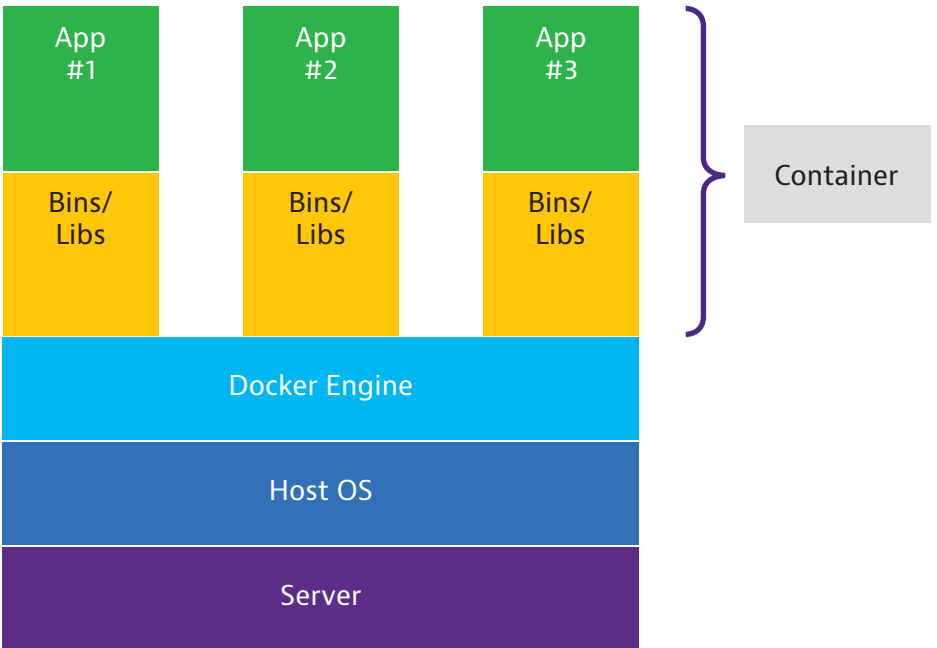 App
#1
App
#2
App
#3
Container
Bins/
Libs
Bins/
Libs
Bins/
Libs
Docker Engine
Host OS
Server